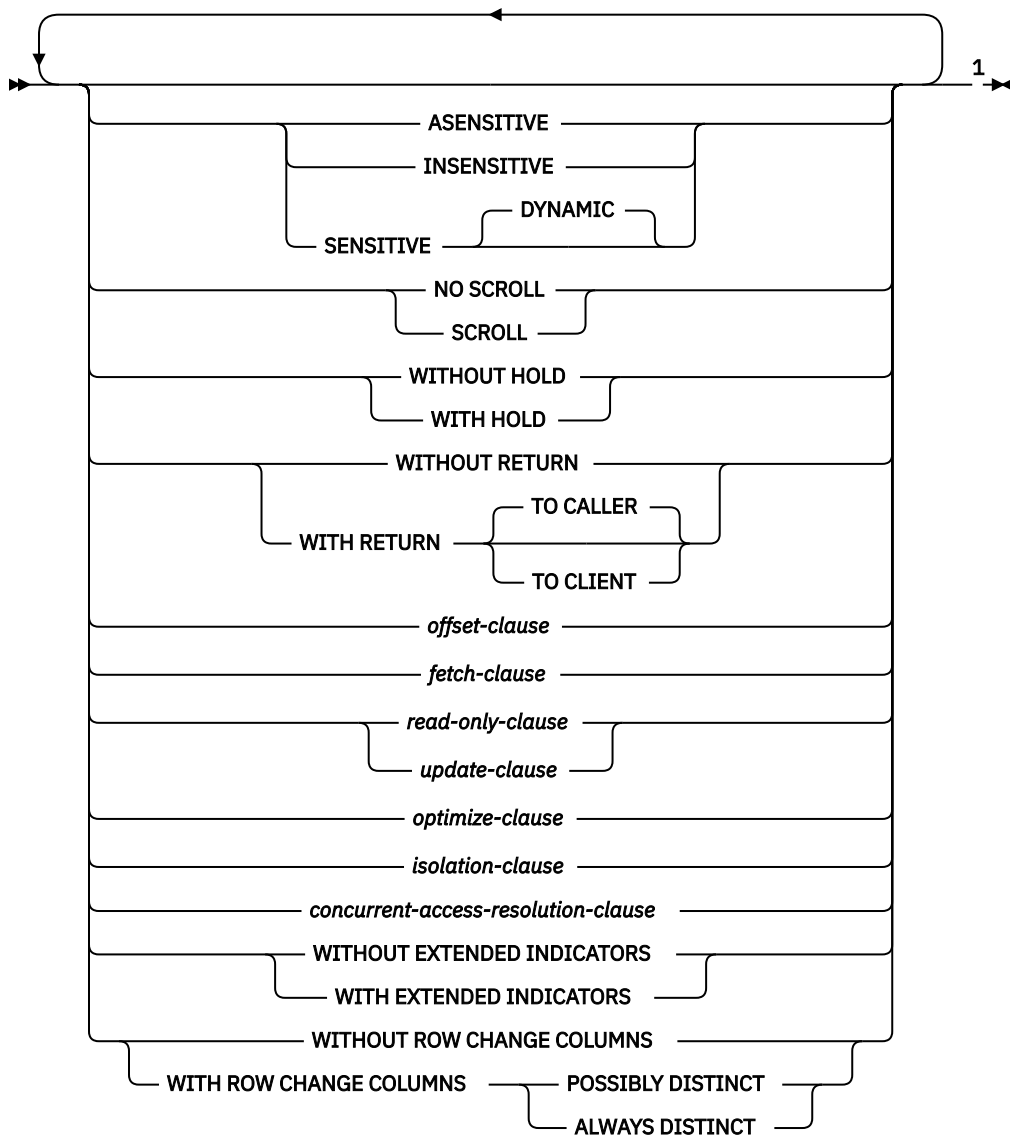 1
ASENSITIVE
INSENSITIVE
DYNAMIC
SENSITIVE
NO SCROLL
SCROLL
WITHOUT HOLD
WITH HOLD
WITHOUT RETURN
TO CALLER
WITH RETURN
TO CLIENT
offset-clause
fetch-clause
read-only-clause
update-clause
optimize-clause
isolation-clause
concurrent-access-resolution-clause
WITHOUT EXTENDED INDICATORS
WITH EXTENDED INDICATORS
WITHOUT ROW CHANGE COLUMNS
WITH ROW CHANGE COLUMNS POSSIBLY DISTINCT
ALWAYS DISTINCT